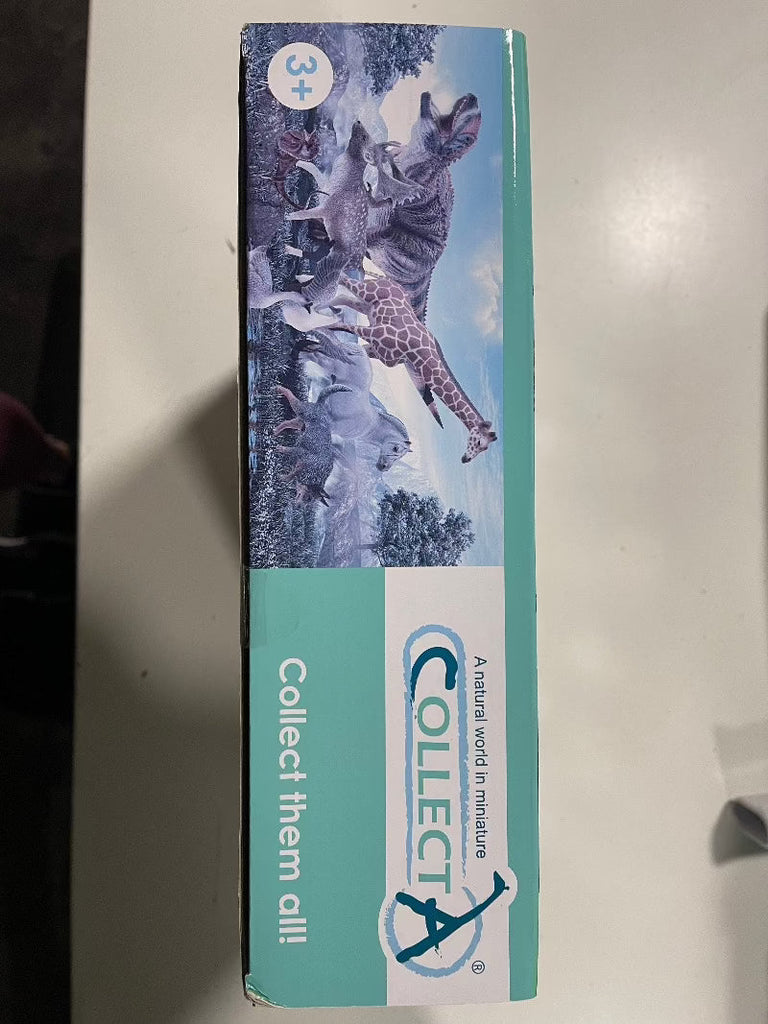 3+
A natural world in miniature
COLLECTA®
Collect them all!